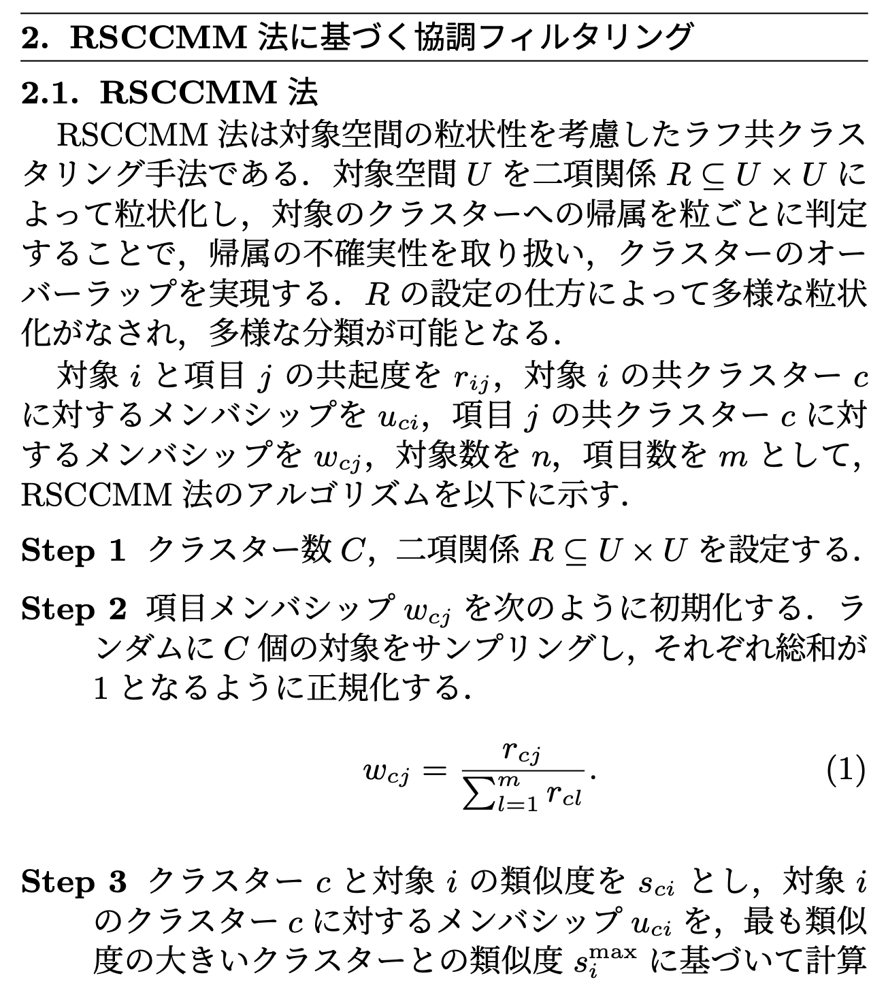 2. RSCCMM 法に基づく協調フィルタリング
2.1. RSCCMM 法
RSCCMM 法は対象空間の粒状性を考慮したラフ共クラス
タリング手法である．対象空間 U を二項関係 R ⊆ U × U に
よって粒状化し，対象のクラスターへの帰属を粒ごとに判定
することで，帰属の不確実性を取り扱い，クラスターのオー
バーラップを実現する．R の設定の仕方によって多様な粒状
化がなされ，多様な分類が可能となる．
対象 i と項目 j の共起度を r_{ij}，対象 i の共クラスター c
に対するメンバシップを u_{ci}，項目 j の共クラスター c に対
するメンバシップを w_{cj}，対象数を n，項目数を m として，
RSCCMM 法のアルゴリズムを以下に示す．
Step 1 クラスター数 C，二項関係 R ⊆ U × U を設定する．
Step 2 項目メンバシップ w_{cj} を次のように初期化する．ラ
ンダムに C 個の対象をサンプリングし，それぞれ総和が
1 となるように正規化する．
w_{cj} = \frac{r_{cj}}{\sum_{l=1}^{m} r_{cl}}. (1)
Step 3 クラスター c と対象 i の類似度を s_{ci} とし，対象 i
のクラスター c に対するメンバシップ u_{ci} を，最も類似
度の大きいクラスターとの類似度 s_i^{max} に基づいて計算